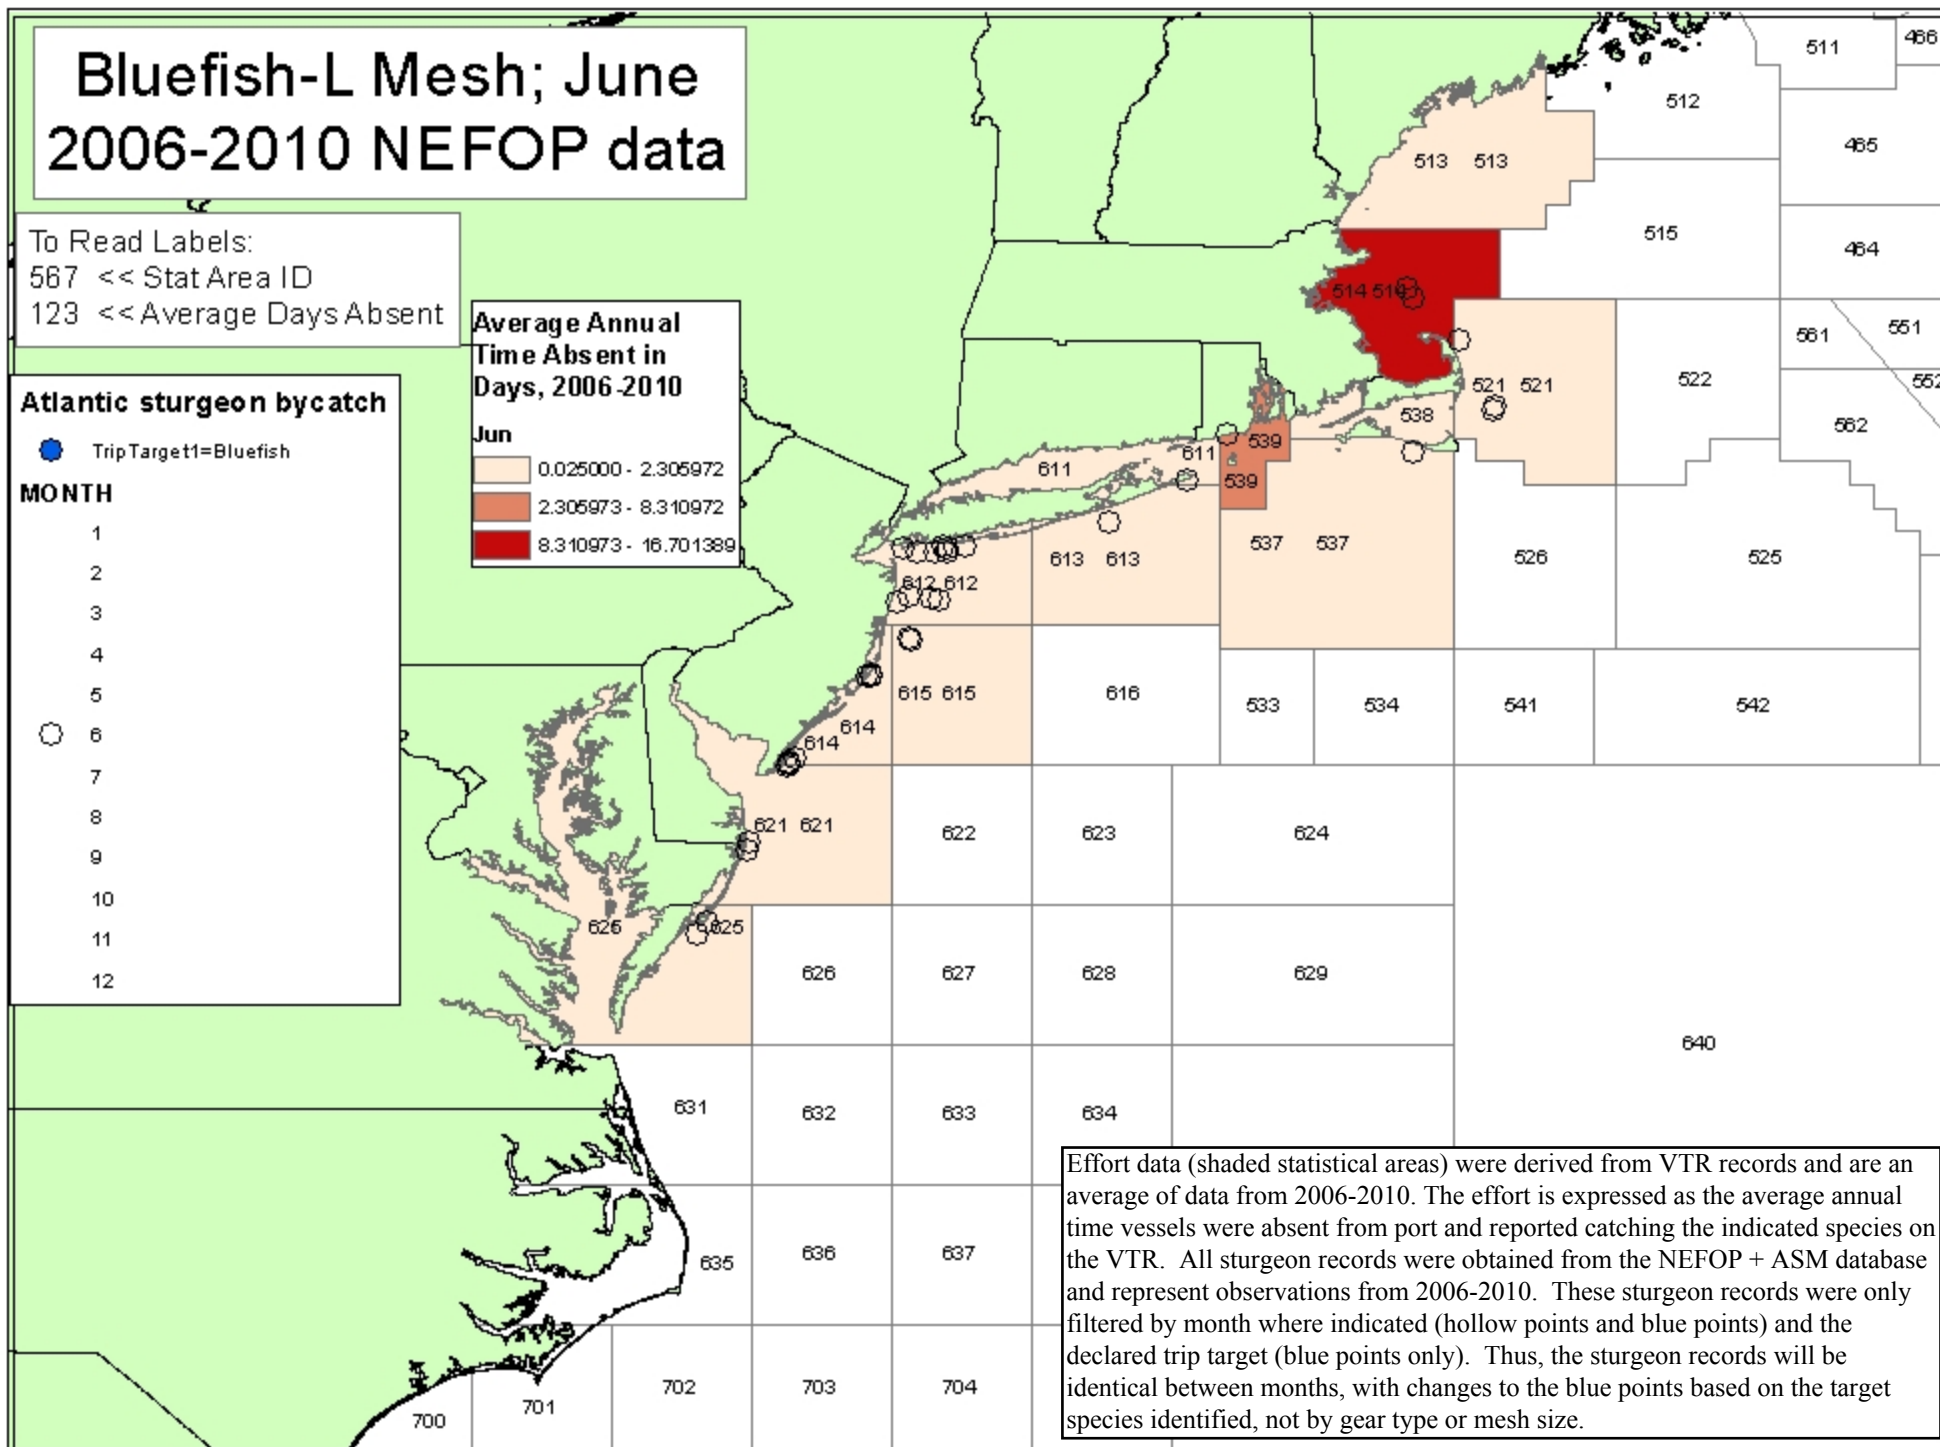 Bluefish-L Mesh; June
2006-2010 NEFOP data
To Read Labels:
567 << Stat Area ID
123 << Average Days Absent
Average Annual
Time Absent in
Days, 2006-2010
Jun
0.025000 - 2.305972
2.305973 - 8.310972
8.310973 - 16.701389
Atlantic sturgeon bycatch
TripTarget1=Bluefish
MONTH
1
2
3
4
5
6
7
8
9
10
11
12
511
466
512
465
513 513
515
464
514
561
551
521 521
522
552
538
562
539
611
611
539
613 613
537 537
526
525
612 612
615 615
616
533
534
541
542
614
614
621 621
622
623
624
625
625
626
627
628
629
640
631
632
633
634
635
636
637
700
701
702
703
704
Effort data (shaded statistical areas) were derived from VTR records and are an
average of data from 2006-2010. The effort is expressed as the average annual
time vessels were absent from port and reported catching the indicated species on
the VTR. All sturgeon records were obtained from the NEFOP + ASM database
and represent observations from 2006-2010. These sturgeon records were only
filtered by month where indicated (hollow points and blue points) and the
declared trip target (blue points only). Thus, the sturgeon records will be
identical between months, with changes to the blue points based on the target
species identified, not by gear type or mesh size.